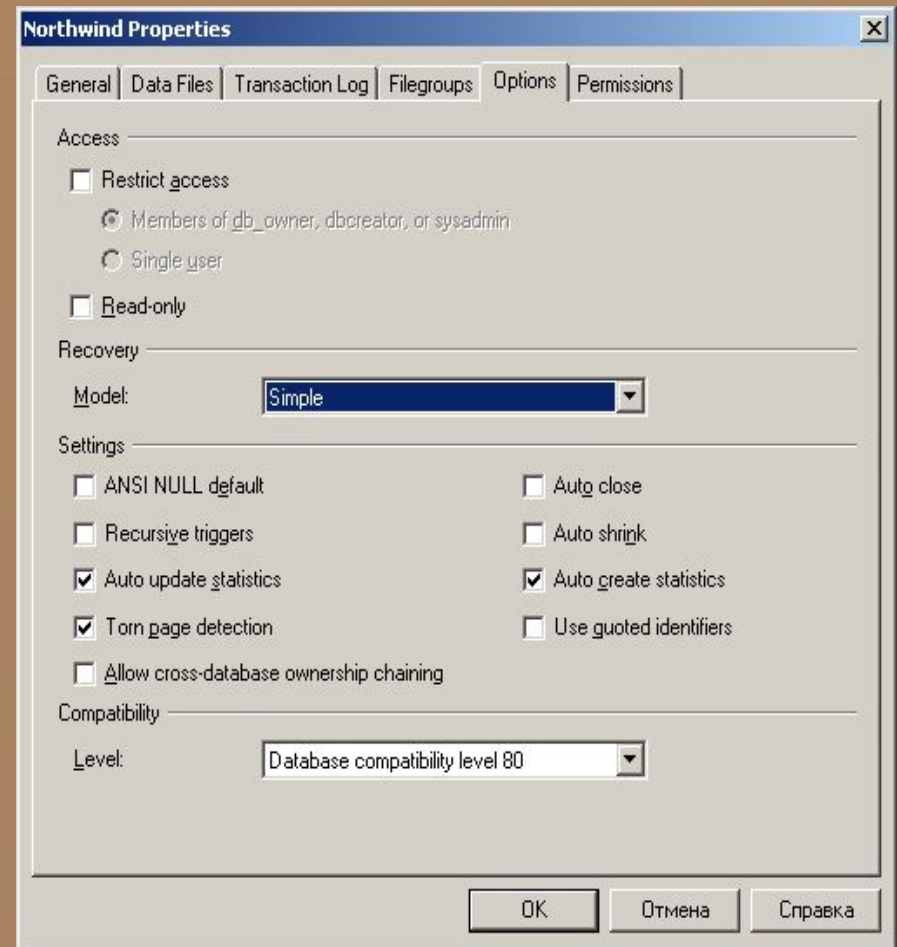 Northwind Properties
General Data Files Transaction Log Filegroups Options Permissions
Access
Restrict access
Members of db_owner, dbcreator, or sysadmin
Single user
Read-only
Recovery
Model: Simple
Settings
ANSI NULL default Auto close
Recursive triggers Auto shrink
Auto update statistics Auto create statistics
Torn page detection Use quoted identifiers
Allow cross-database ownership chaining
Compatibility
Level: Database compatibility level 80
OK Отмена Справка